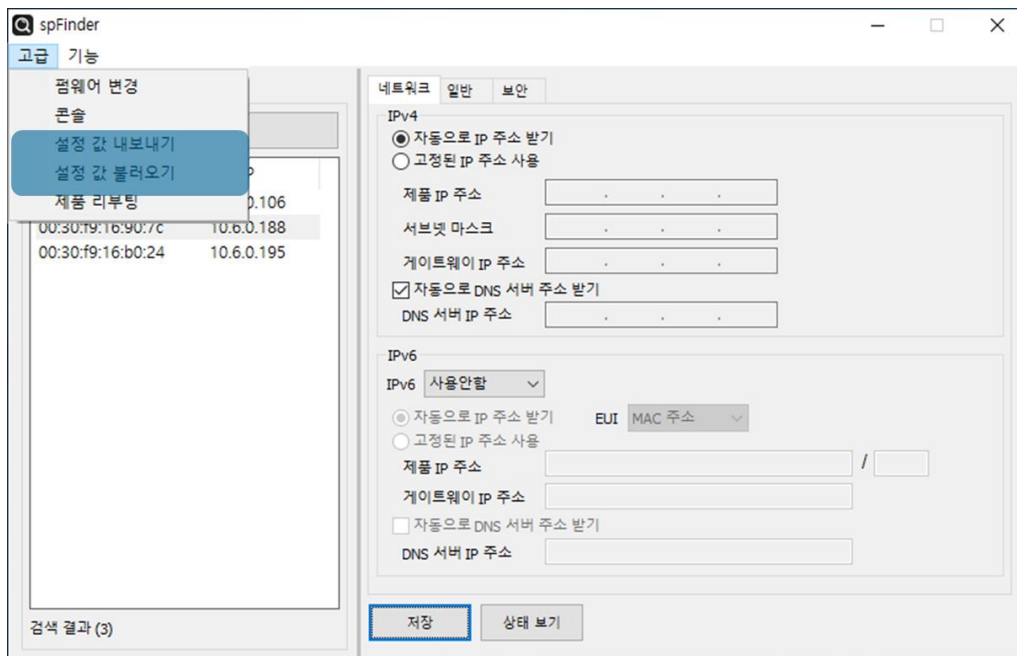 spFinder
고급 기능
펌웨어 변경
콘솔
설정 값 내보내기
설정 값 불러오기
제품 리부팅
0.106
00:30:f9:16:90:7c 10.6.0.188
00:30:f9:16:b0:24 10.6.0.195
검색 결과 (3)
네트워크 일반 보안
IPv4
자동으로 IP 주소 받기
고정된 IP 주소 사용
제품 IP 주소 . . .
서브넷 마스크 . . .
게이트웨이 IP 주소 . . .
자동으로 DNS 서버 주소 받기
DNS 서버 IP 주소 . . .
IPv6
IPv6 사용안함
자동으로 IP 주소 받기 EUI MAC 주소
고정된 IP 주소 사용
제품 IP 주소 /
게이트웨이 IP 주소
자동으로 DNS 서버 주소 받기
DNS 서버 IP 주소
저장 상태 보기